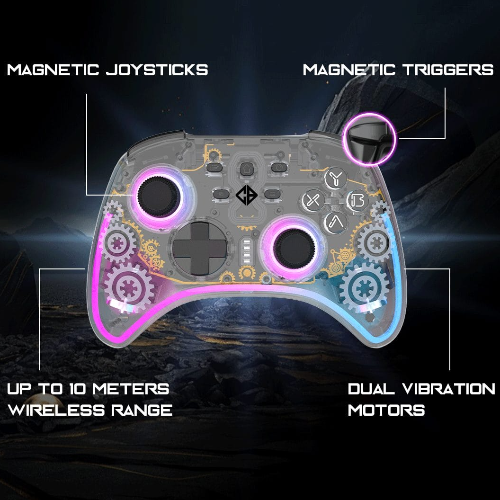 MAGNETIC JOYSTICKS
MAGNETIC TRIGGERS
Y
X
B
A
UP TO 10 METERS
WIRELESS RANGE
DUAL VIBRATION
MOTORS